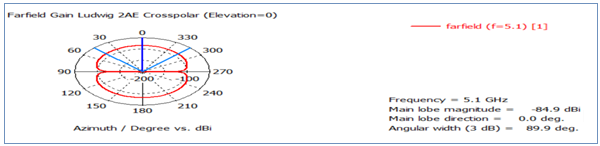 Farfield Gain Ludwig 2AE Crosspolar (Elevation=0)
farfield (f=5.1) [1]
0
30 330
60 300
90 -200 -100 270
120 240
150 210
180
Frequency = 5.1 GHz
Main lobe magnitude = -84.9 dBi
Main lobe direction = 0.0 deg.
Angular width (3 dB) = 89.9 deg.
Azimuth / Degree vs. dBi